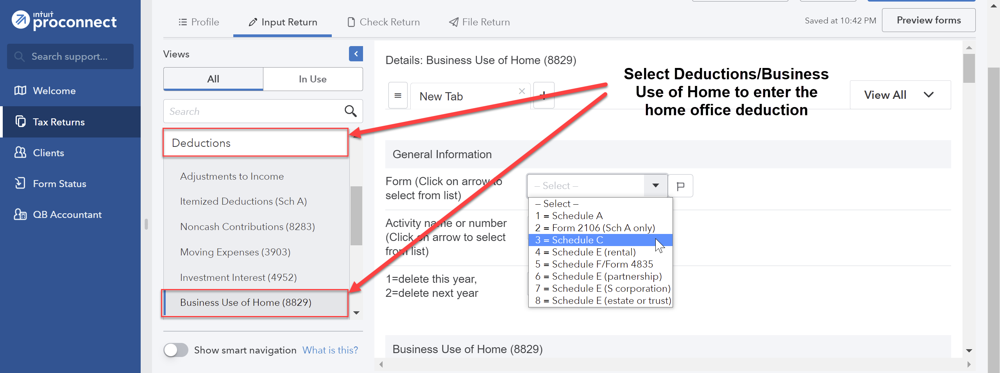 intuit
proconnect
Search support...
Welcome
Tax Returns
Clients
Form Status
QB Accountant
Profile
Input Return
Check Return
File Return
Saved at 10:42 PM
Preview forms
Views
All
In Use
Search
Deductions
Adjustments to Income
Itemized Deductions (Sch A)
Noncash Contributions (8283)
Moving Expenses (3903)
Investment Interest (4952)
Business Use of Home (8829)
Show smart navigation What is this?
Details: Business Use of Home (8829)
New Tab
View All
Select Deductions/Business
Use of Home to enter the
home office deduction
General Information
Form (Click on arrow to
select from list)
– Select –
– Select –
1 = Schedule A
2 = Form 2106 (Sch A only)
3 = Schedule C
4 = Schedule E (rental)
5 = Schedule F/Form 4835
6 = Schedule E (partnership)
7 = Schedule E (S corporation)
8 = Schedule E (estate or trust)
Activity name or number
(Click on arrow to select
from list)
1=delete this year,
2=delete next year
Business Use of Home (8829)